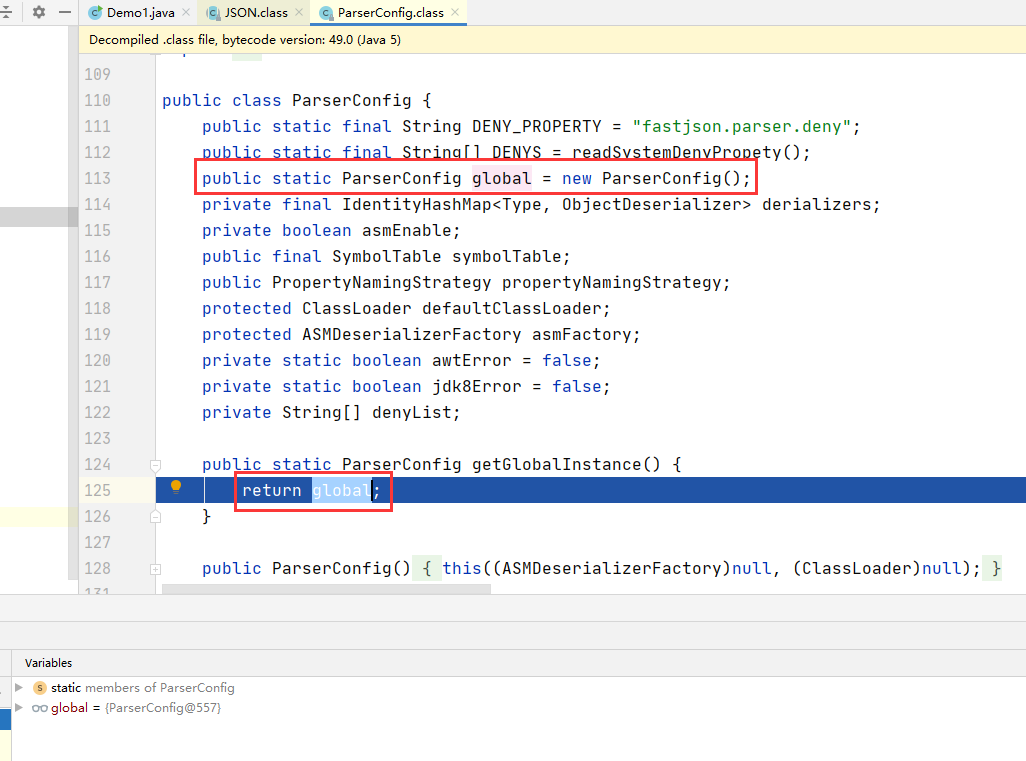 Demo1.java JSON.class ParserConfig.class
Decompiled .class file, bytecode version: 49.0 (Java 5)
109
110 public class ParserConfig {
111 public static final String DENY_PROPERTY = "fastjson.parser.deny";
112 public static final String[] DENYS = readSystemDenyPropety();
113 public static ParserConfig global = new ParserConfig();
114 private final IdentityHashMap<Type, ObjectDeserializer> derializers;
115 private boolean asmEnable;
116 public final SymbolTable symbolTable;
117 public PropertyNamingStrategy propertyNamingStrategy;
118 protected ClassLoader defaultClassLoader;
119 protected ASMDeserializerFactory asmFactory;
120 private static boolean awtError = false;
121 private static boolean jdk8Error = false;
122 private String[] denyList;
123
124 public static ParserConfig getGlobalInstance() {
125 return global;
126 }
127
128 public ParserConfig() { this((ASMDeserializerFactory)null, (ClassLoader)null); }
131
Variables
static members of ParserConfig
global = {ParserConfig@557}